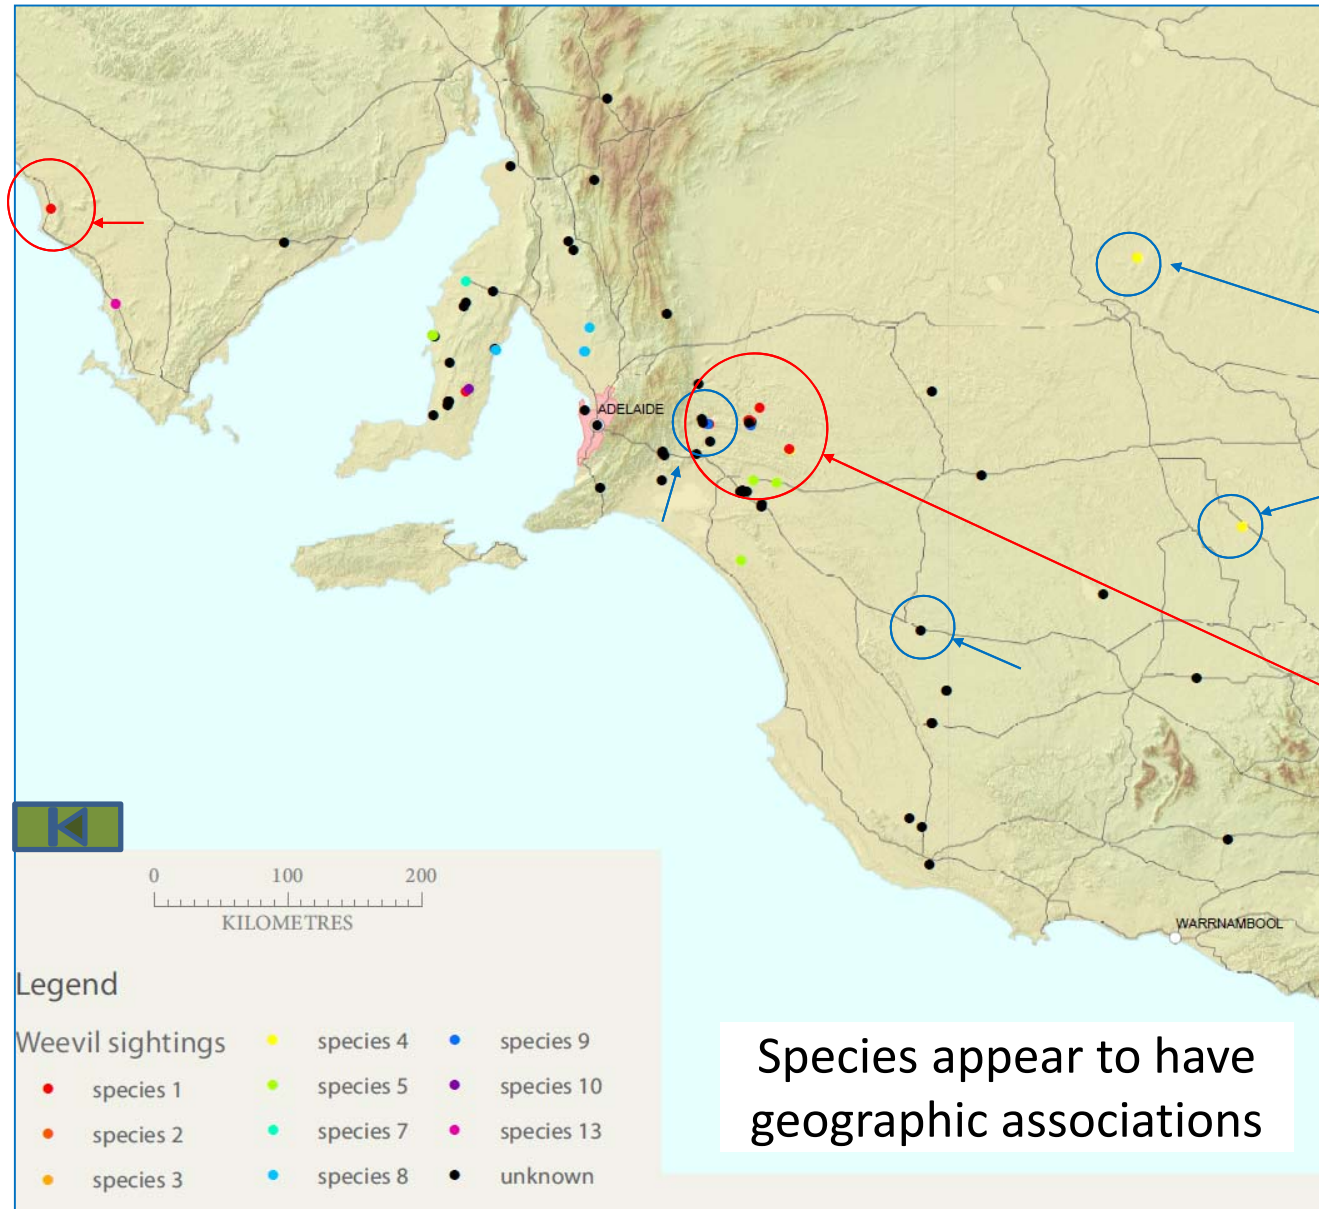 ADELAIDE
WARRNAMBOOL
0 100 200
KILOMETRES
Legend
Weevil sightings
species 1
species 2
species 3
species 4
species 5
species 7
species 8
species 9
species 10
species 13
unknown
Species appear to have
geographic associations